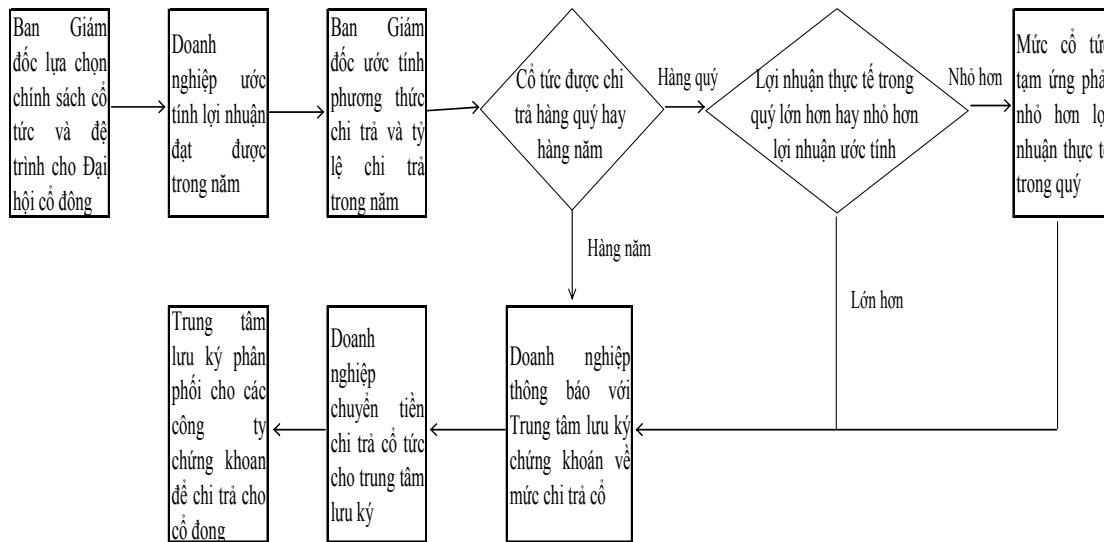 Ban Giám
đốc lựa chọn
chính sách cổ
tức và đệ
trình cho Đại
hội cổ đông
Doanh
nghiệp ước
tính lợi nhuận
đạt được
trong năm
Ban Giám
đốc ước tính
phương thức
chi trả và tỷ
lệ chi trả
trong năm
Cổ tức được chi
trả hàng quý hay
hàng năm
Hàng quý
Lợi nhuận thực tế trong
quý lớn hơn hay nhỏ hơn
lợi nhuận ước tính
Nhỏ hơn
Mức cổ tức
tạm ứng phả
nhỏ hơn lợ
nhuận thực tế
trong quý
Hàng năm
Lớn hơn
Trung tâm
lưu ký phân
phối cho các
công ty
chứng khoan
để chi trả cho
cổ đong
Doanh
nghiệp
chuyển tiền
chi trả cổ tức
cho trung tâm
lưu ký
Doanh nghiệp
thông báo với
Trung tâm lưu ký
chứng khoán về
mức chi trả cổ